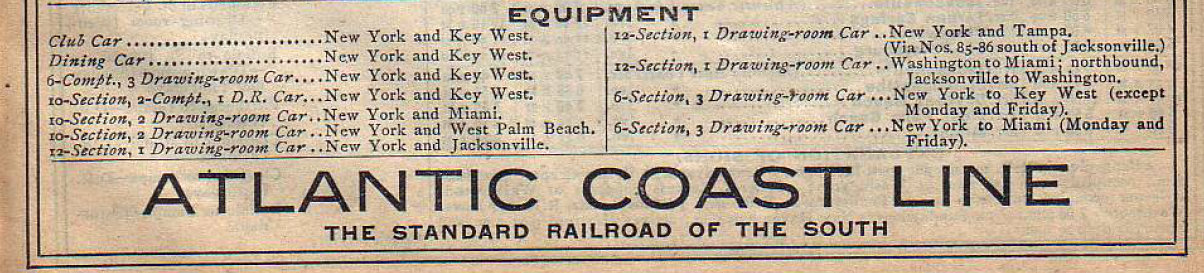 EQUIPMENT
Club Car ............................New York and Key West.
Dining Car .........................New York and Key West.
6-Compt., 3 Drawing-room Car....New York and Key West.
10-Section, 2-Compt., 1 D.R. Car...New York and Key West.
10-Section, 2 Drawing-room Car..New York and Miami.
10-Section, 2 Drawing-room Car..New York and West Palm Beach.
12-Section, 1 Drawing-room Car ..New York and Jacksonville.
12-Section, 1 Drawing-room Car ..New York and Tampa.
(Via Nos. 85-86 south of Jacksonville.)
12-Section, 1 Drawing-room Car ..Washington to Miami; northbound,
Jacksonville to Washington.
6-Section, 3 Drawing-room Car ...New York to Key West (except
Monday and Friday).
6-Section, 3 Drawing-room Car ...New York to Miami (Monday and
Friday).
ATLANTIC COAST LINE
THE STANDARD RAILROAD OF THE SOUTH